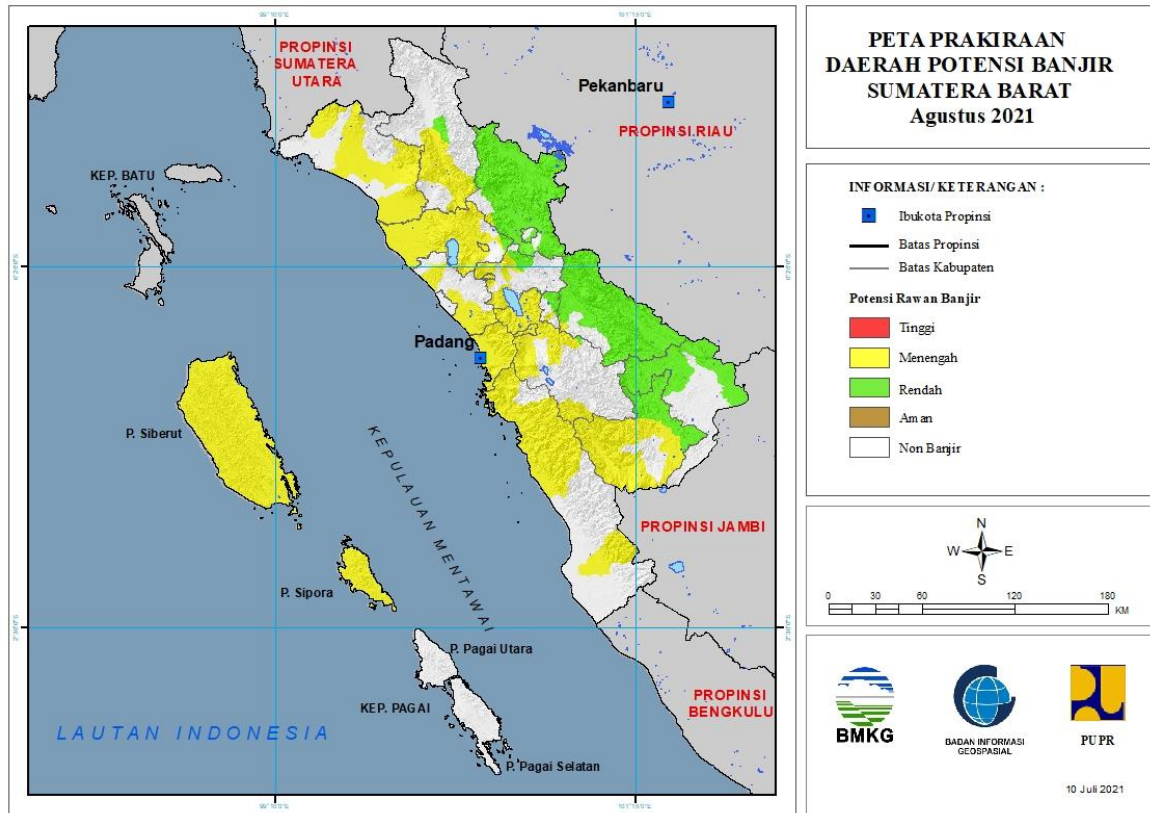 PETA PRAKIRAAN
DAERAH POTENSI BANJIR
SUMATERA BARAT
Agustus 2021
INFORMASI/ KETERANGAN :
Ibukota Propinsi
Batas Propinsi
Batas Kabupaten
Potensi Rawan Banjir
Tinggi
Menengah
Rendah
Aman
Non Banjir
N
W E
S
0 30 60 120 180
KM
BMKG
BADAN INFORMASI
GEOSPASIAL
PUPR
10 Juli 2021
PROPINSI
SUMATERA
UTARA
Pekanbaru
PROPINSI RIAU
KEP. BATU
Padang
P. Siberut
KEPULAUAN MENTAWAI
PROPINSI JAMBI
P. Sipora
P. Pagai Utara
KEP. PAGAI
PROPINSI
BENGKULU
LAUTAN INDONESIA
P. Pagai Selatan